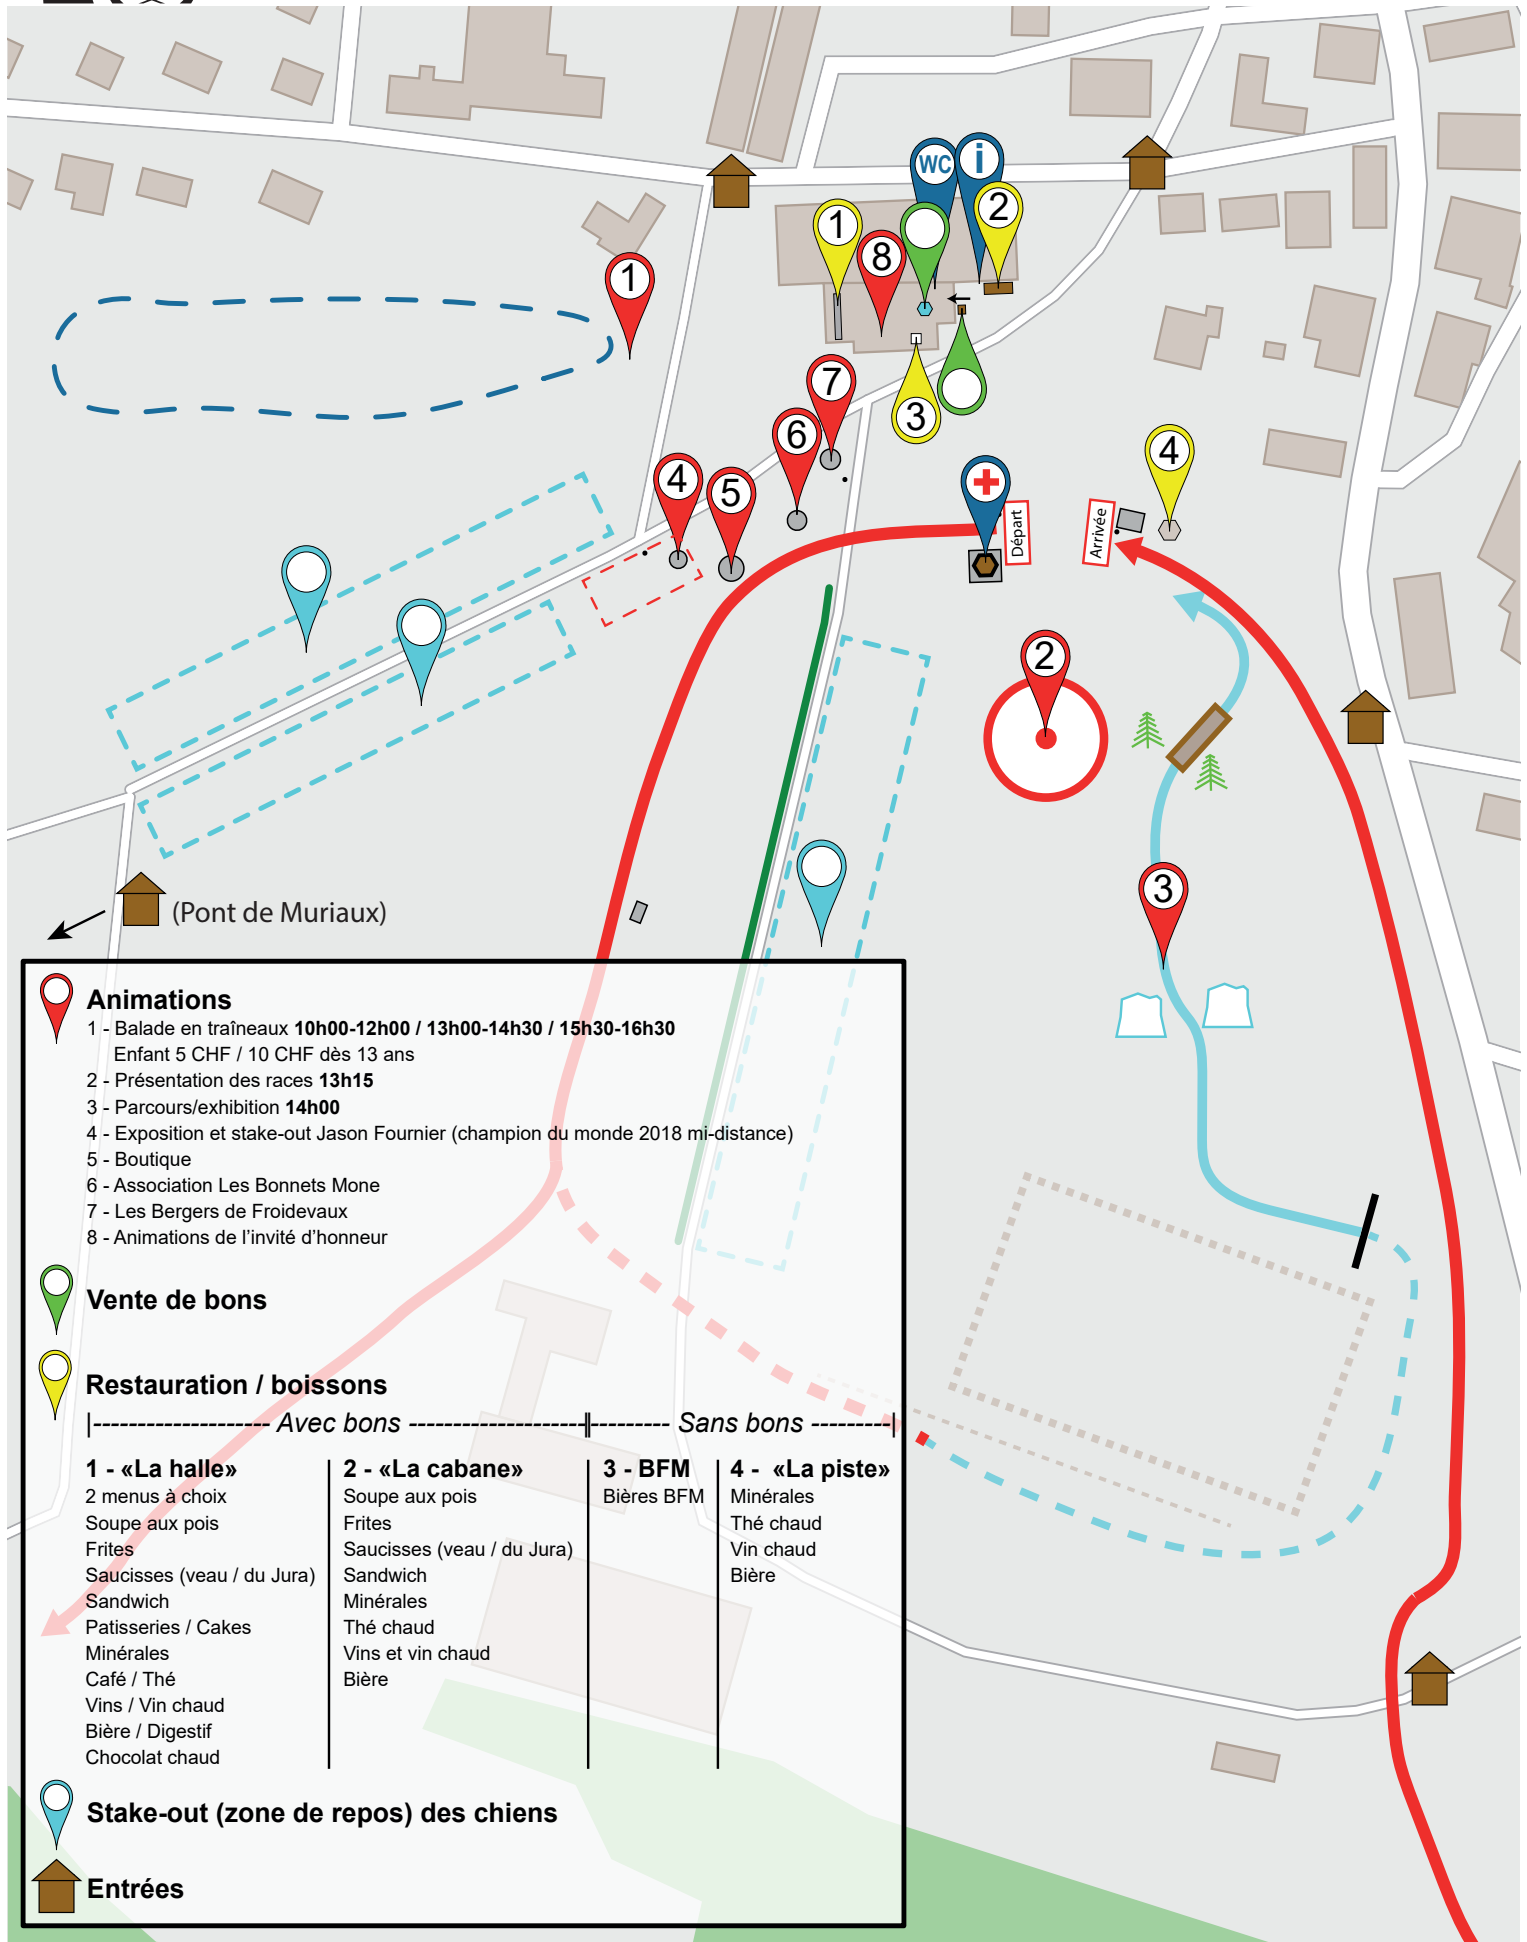 WC
i
2
1
8
1
7
3
6
4
4
5
Départ
Arrivée
2
3
(Pont de Muriaux)
Animations
1 - Balade en traîneaux 10h00-12h00 / 13h00-14h30 / 15h30-16h30
Enfant 5 CHF / 10 CHF dès 13 ans
2 - Présentation des races 13h15
3 - Parcours/exhibition 14h00
4 - Exposition et stake-out Jason Fournier (champion du monde 2018 mi-distance)
5 - Boutique
6 - Association Les Bonnets Mone
7 - Les Bergers de Froidevaux
8 - Animations de l'invité d'honneur
Vente de bons
Restauration / boissons
|-------------------- Avec bons --------------------||--------- Sans bons ---------|
1 - «La halle»
2 menus à choix
Soupe aux pois
Frites
Saucisses (veau / du Jura)
Sandwich
Patisseries / Cakes
Minérales
Café / Thé
Vins / Vin chaud
Bière / Digestif
Chocolat chaud
2 - «La cabane»
Soupe aux pois
Frites
Saucisses (veau / du Jura)
Sandwich
Minérales
Thé chaud
Vins et vin chaud
Bière
3 - BFM
Bières BFM
4 - «La piste»
Minérales
Thé chaud
Vin chaud
Bière
Stake-out (zone de repos) des chiens
Entrées